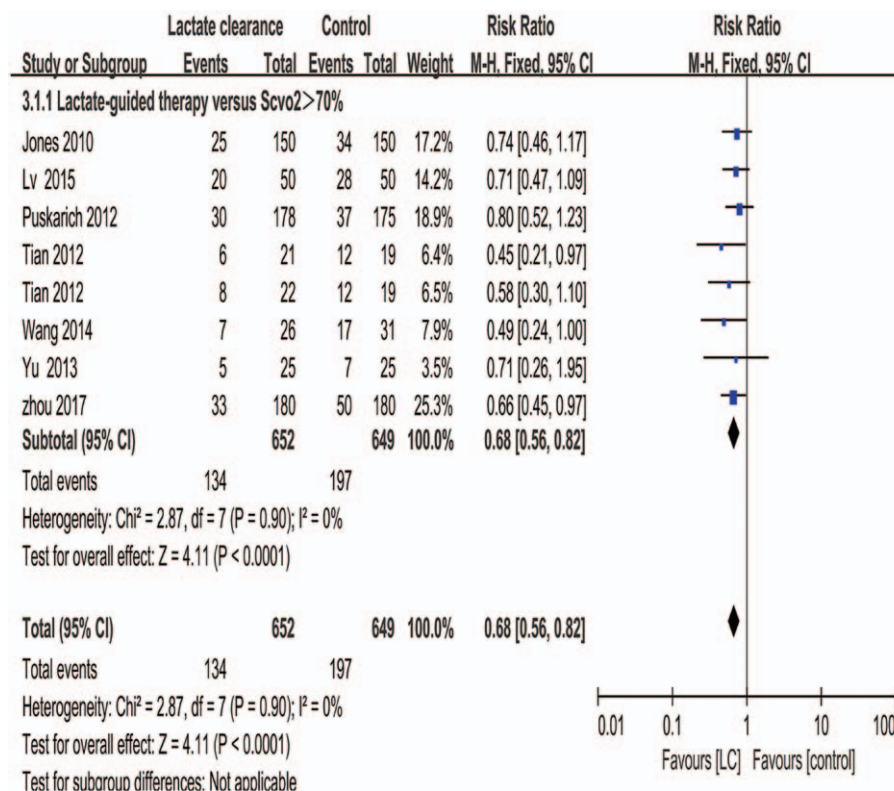 Lactate clearance Control Risk Ratio Risk Ratio
Study or Subgroup Events Total Events Total Weight M-H, Fixed, 95% CI M-H, Fixed, 95% CI
3.1.1 Lactate-guided therapy versus Scvo2>70%
Jones 2010 25 150 34 150 17.2% 0.74 [0.46, 1.17]
Lv 2015 20 50 28 50 14.2% 0.71 [0.47, 1.09]
Puskarich 2012 30 178 37 175 18.9% 0.80 [0.52, 1.23]
Tian 2012 6 21 12 19 6.4% 0.45 [0.21, 0.97]
Tian 2012 8 22 12 19 6.5% 0.58 [0.30, 1.10]
Wang 2014 7 26 17 31 7.9% 0.49 [0.24, 1.00]
Yu 2013 5 25 7 25 3.5% 0.71 [0.26, 1.95]
zhou 2017 33 180 50 180 25.3% 0.66 [0.45, 0.97]
Subtotal (95% CI) 652 649 100.0% 0.68 [0.56, 0.82]
Total events 134 197
Heterogeneity: Chi² = 2.87, df = 7 (P = 0.90); I² = 0%
Test for overall effect: Z = 4.11 (P < 0.0001)
Total (95% CI) 652 649 100.0% 0.68 [0.56, 0.82]
Total events 134 197
Heterogeneity: Chi² = 2.87, df = 7 (P = 0.90); I² = 0%
Test for overall effect: Z = 4.11 (P < 0.0001)
Test for subgroup differences: Not applicable
0.01 0.1 1 10 100
Favours [LC] Favours [control]